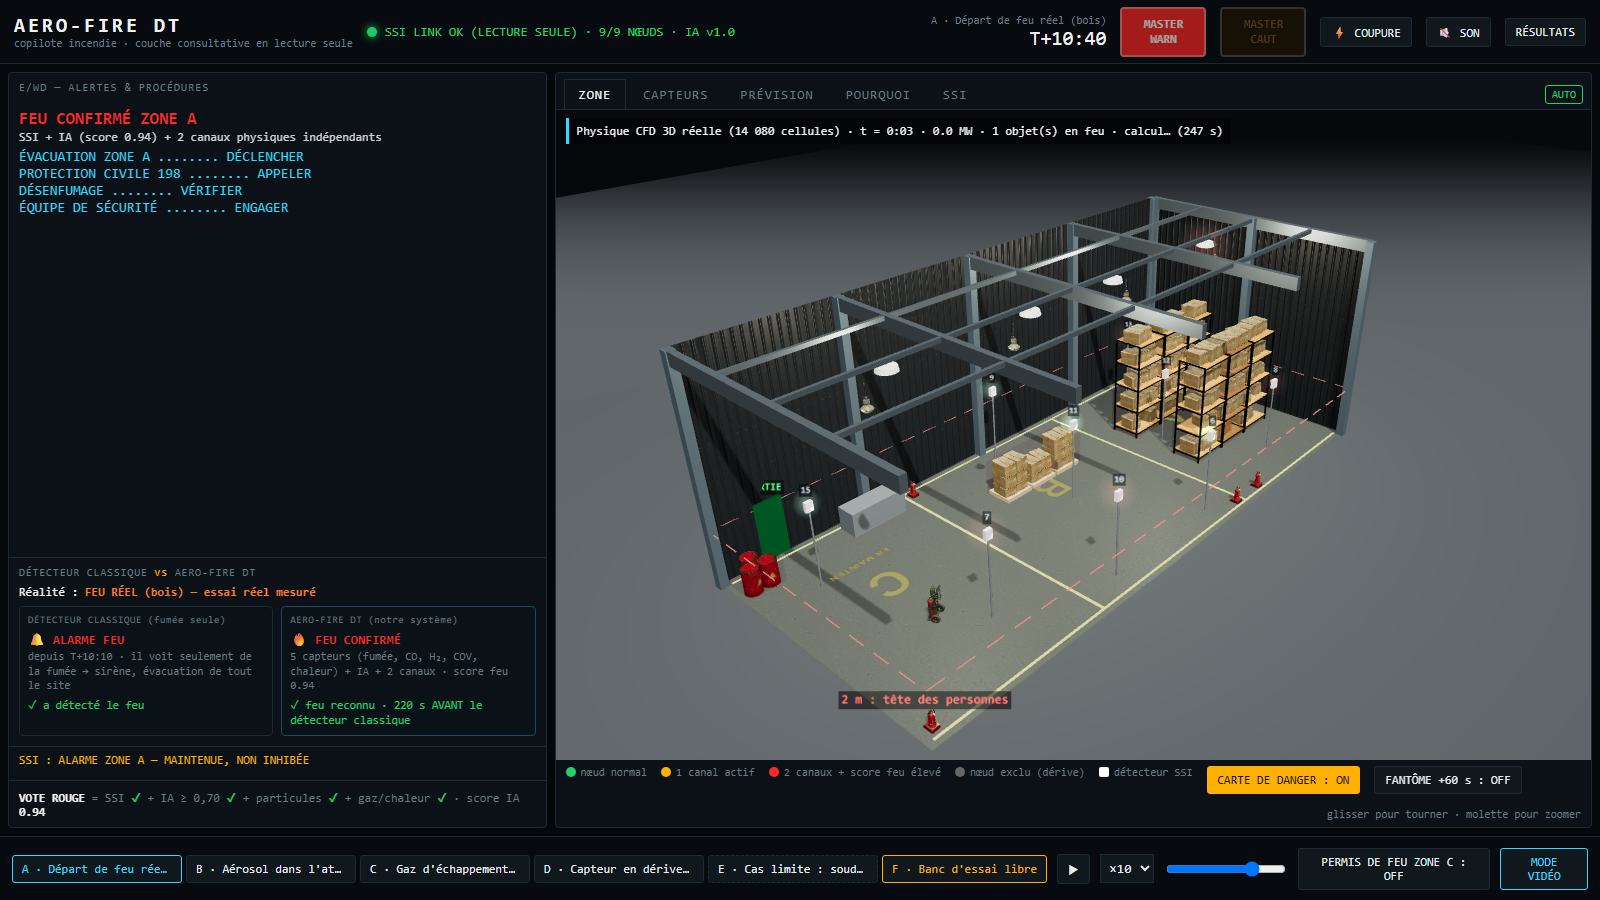 AERO-FIRE DT
copilote incendie · couche consultative en lecture seule
SSI LINK OK (LECTURE SEULE) · 9/9 NŒUDS · IA v1.0
A · Départ de feu réel (bois)
T+10:40
MASTER
WARN
MASTER
CAUT
COUPURE
SON
RÉSULTATS
E/WD — ALERTES & PROCÉDURES
FEU CONFIRMÉ ZONE A
SSI + IA (score 0.94) + 2 canaux physiques indépendants
ÉVACUATION ZONE A ........ DÉCLENCHER
PROTECTION CIVILE 198 ........ APPELER
DÉSENFUMAGE ........ VÉRIFIER
ÉQUIPE DE SÉCURITÉ ........ ENGAGER
DÉTECTEUR CLASSIQUE VS AERO-FIRE DT
Réalité : FEU RÉEL (bois) — essai réel mesuré
DÉTECTEUR CLASSIQUE (fumée seule)
ALARME FEU
depuis T+10:10 · il voit seulement de
la fumée → sirène, évacuation de tout
le site
✓ a détecté le feu
AERO-FIRE DT (notre système)
FEU CONFIRMÉ
5 capteurs (fumée, CO, H₂, COV,
chaleur) + IA + 2 canaux · score feu
0.94
✓ feu reconnu · 220 s AVANT le
détecteur classique
SSI : ALARME ZONE A — MAINTENUE, NON INHIBÉE
VOTE ROUGE = SSI ✓ + IA ≥ 0,70 ✓ + particules ✓ + gaz/chaleur ✓ · score IA
0.94
ZONE
CAPTEURS
PRÉVISION
POURQUOI
SSI
AUTO
Physique CFD 3D réelle (14 080 cellules) · t = 0:03 · 0.0 MW · 1 objet(s) en feu · calcul… (247 s)
9
11
10
15
7
B
C
2 m : tête des personnes
nœud normal
1 canal actif
2 canaux + score feu élevé
nœud exclu (dérive)
détecteur SSI
CARTE DE DANGER : ON
FANTÔME +60 s : OFF
glisser pour tourner · molette pour zoomer
A · Départ de feu rée…
B · Aérosol dans l'at…
C · Gaz d'échappement…
D · Capteur en dérive…
E · Cas limite : soud…
F · Banc d'essai libre
x10
PERMIS DE FEU ZONE C :
OFF
MODE
VIDÉO